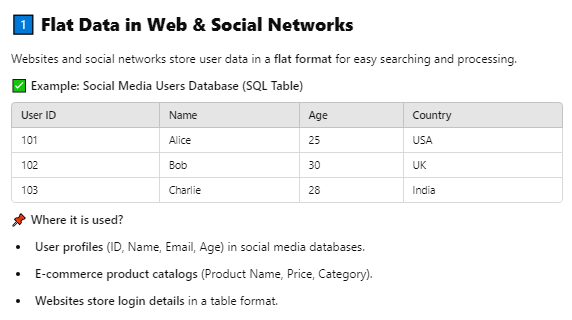 1 Flat Data in Web & Social Networks
Websites and social networks store user data in a flat format for easy searching and processing.
✅ Example: Social Media Users Database (SQL Table)
User ID Name Age Country
101 Alice 25 USA
102 Bob 30 UK
103 Charlie 28 India
📌 Where it is used?
• User profiles (ID, Name, Email, Age) in social media databases.
• E-commerce product catalogs (Product Name, Price, Category).
• Websites store login details in a table format.